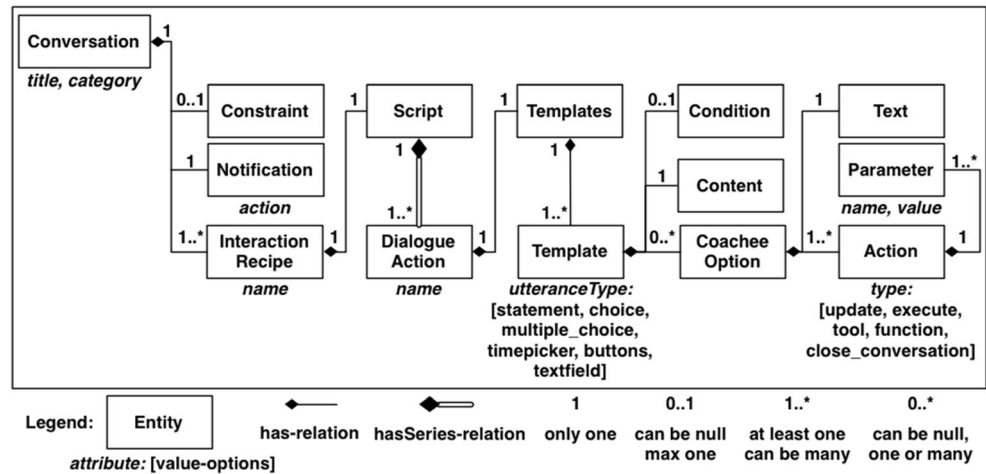 Conversation
1
title, category
0..1
Constraint
1
Script
1
Templates
0..1
Condition
1
Text
1
Notification
action
1
1
1
Content
Parameter
1..*
name, value
1..*
Interaction
Recipe
name
1
1..*
Dialogue
Action
name
1
1..*
Template
0..*
Coachee
Option
1..*
Action
1
utteranceType:
[statement, choice,
multiple_choice,
timepicker, buttons,
textfield]
type:
[update, execute,
tool, function,
close_conversation]
Legend:
Entity
attribute: [value-options]
has-relation
hasSeries-relation
1
only one
0..1
can be null
max one
1..*
at least one
can be many
0..*
can be null,
one or many